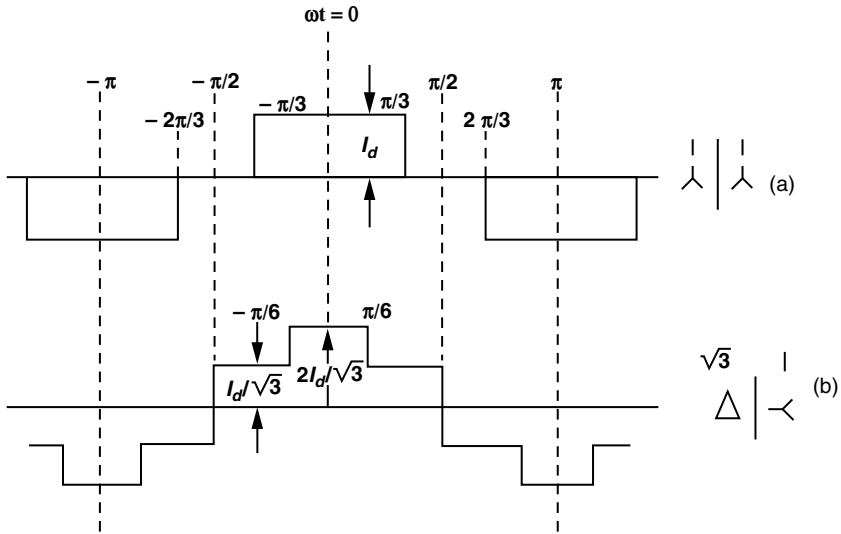 ωt = 0
– π
– π/2
π/2
π
– 2π/3
– π/3
π/3
2 π/3
I_d
(a)
– π/6
π/6
I_d/√3
2I_d/√3
√3
(b)